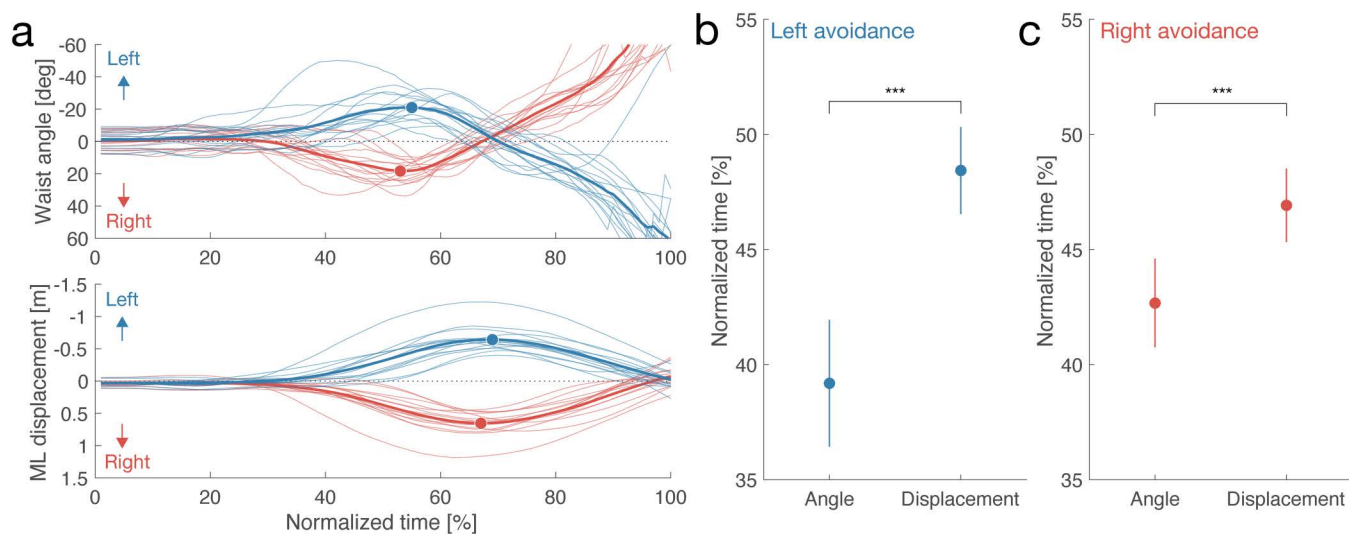 a
Waist angle [deg]
-60
-40
-20
0
20
40
60
Left
Right
0
20
40
60
80
100
ML displacement [m]
-1.5
-1
-0.5
0
0.5
1
1.5
Left
Right
0
20
40
60
80
100
Normalized time [%]
b
Left avoidance
Normalized time [%]
55
50
45
40
35
***
Angle
Displacement
c
Right avoidance
Normalized time [%]
55
50
45
40
35
***
Angle
Displacement